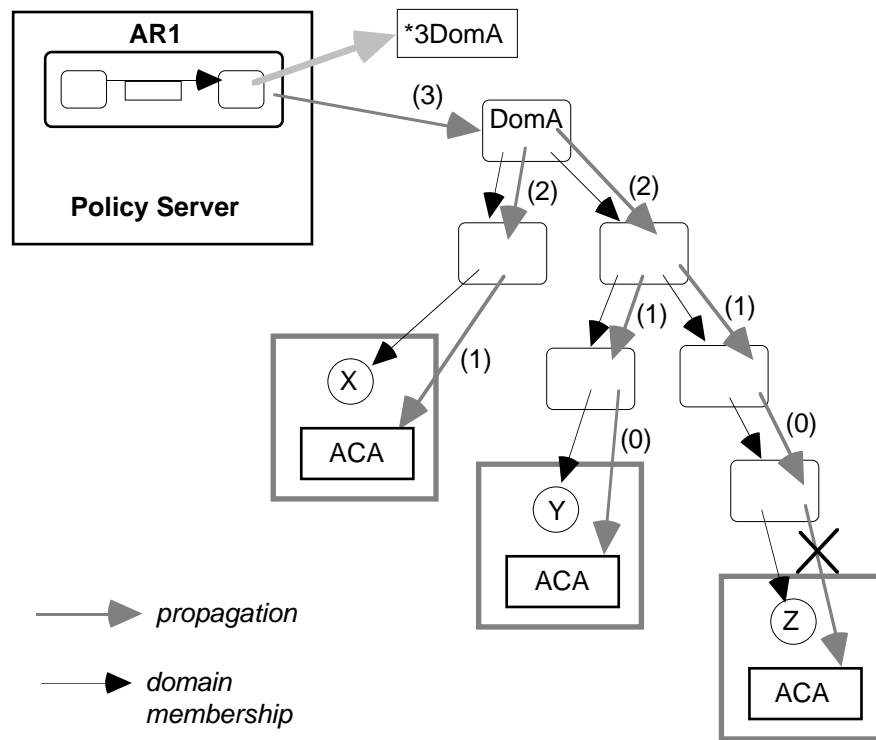 AR1
*3DomA
(3)
DomA
Policy Server
(2)
(2)
(1)
(1)
X
(1)
ACA
(0)
(0)
Y
ACA
propagation
Z
domain
membership
ACA